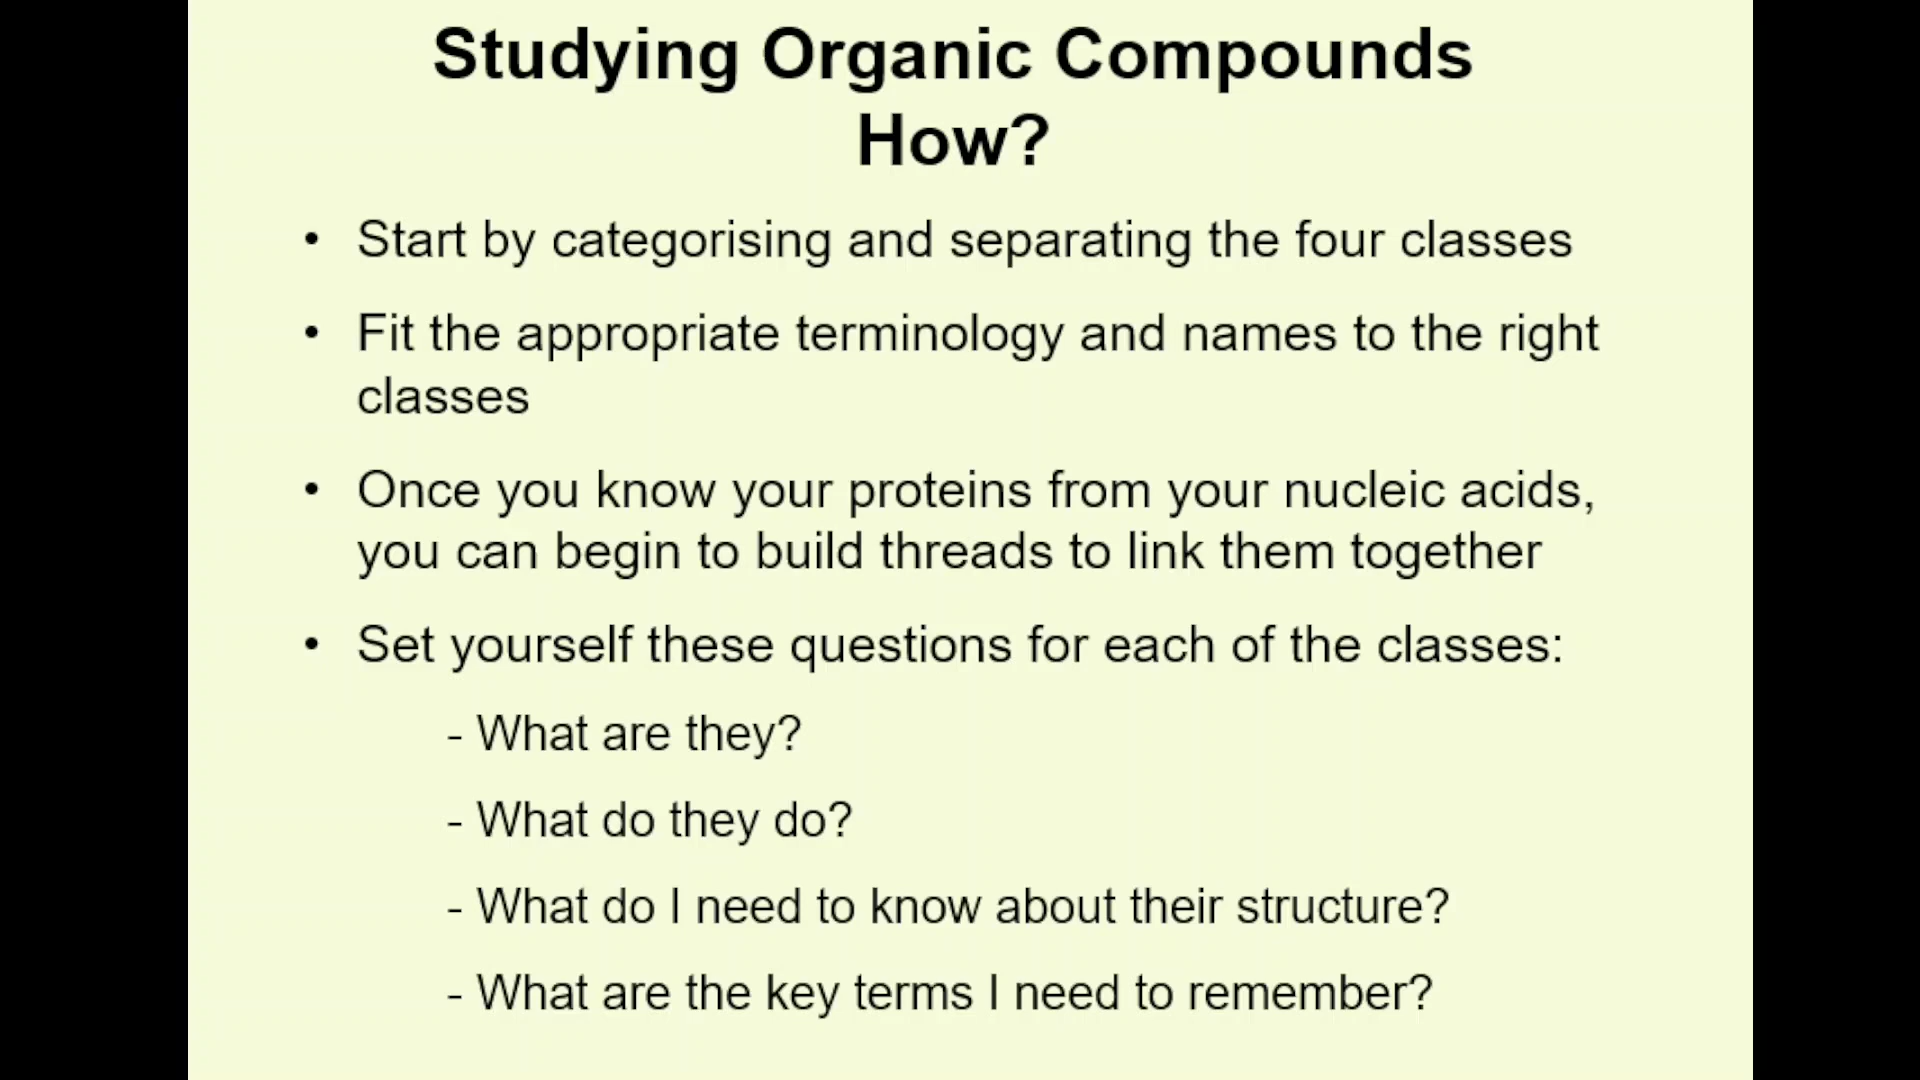 Studying Organic Compounds
How?
• Start by categorising and separating the four classes
• Fit the appropriate terminology and names to the right
classes
• Once you know your proteins from your nucleic acids,
you can begin to build threads to link them together
• Set yourself these questions for each of the classes:
- What are they?
- What do they do?
- What do I need to know about their structure?
- What are the key terms I need to remember?